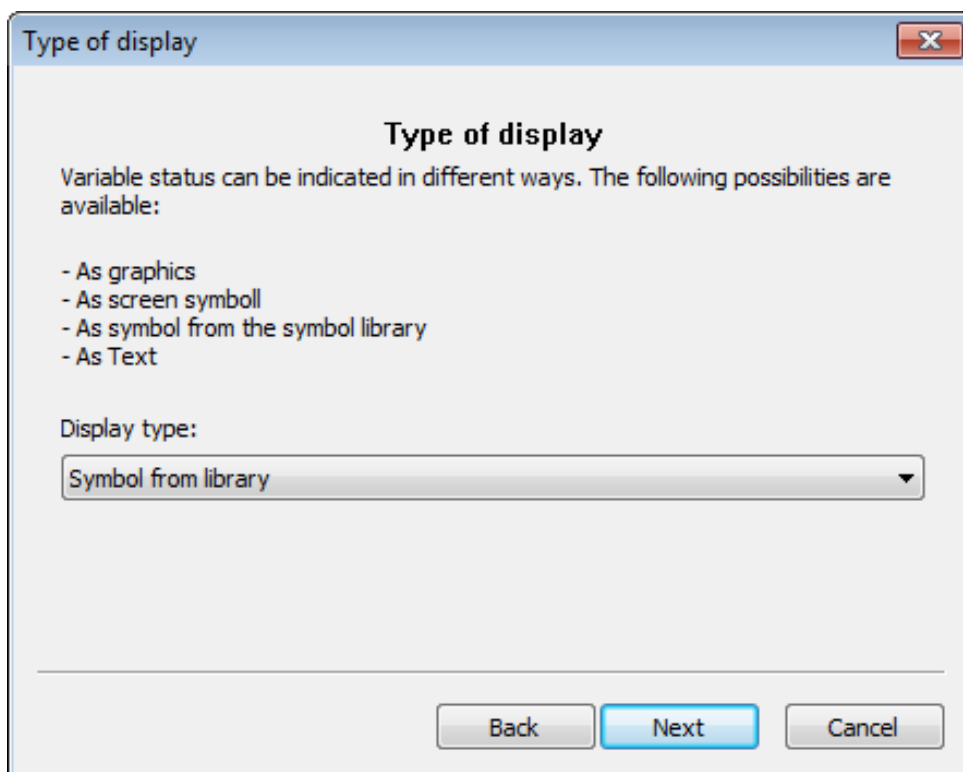 Type of display
Type of display
Variable status can be indicated in different ways. The following possibilities are
available:
- As graphics
- As screen symboll
- As symbol from the symbol library
- As Text
Display type:
Symbol from library
Back
Next
Cancel